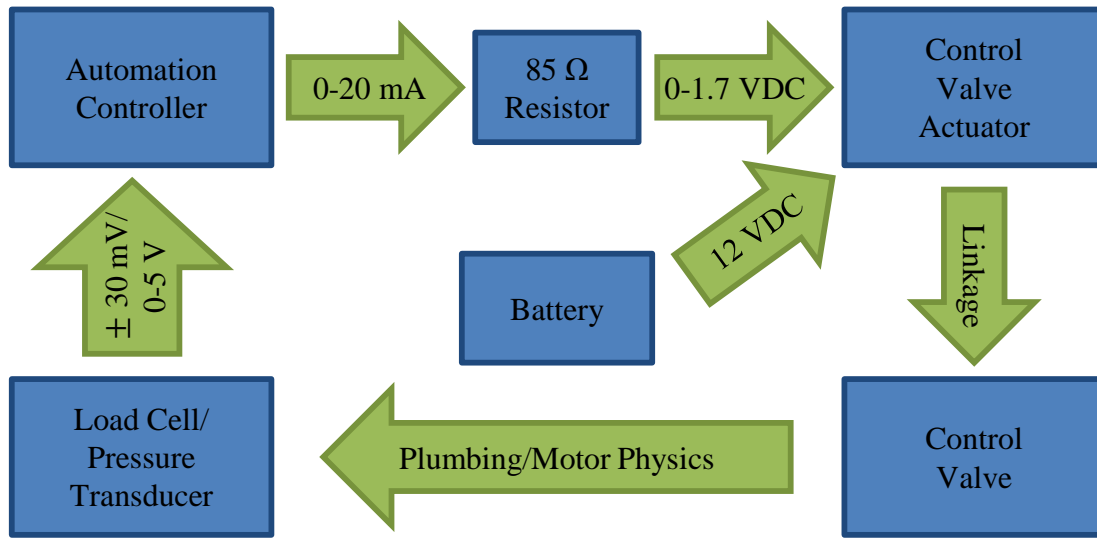 Automation
Controller
0-20 mA
85 Ω
Resistor
0-1.7 VDC
Control
Valve
Actuator
± 30 mV/
0-5 V
12 VDC
Linkage
Battery
Load Cell/
Pressure
Transducer
Plumbing/Motor Physics
Control
Valve